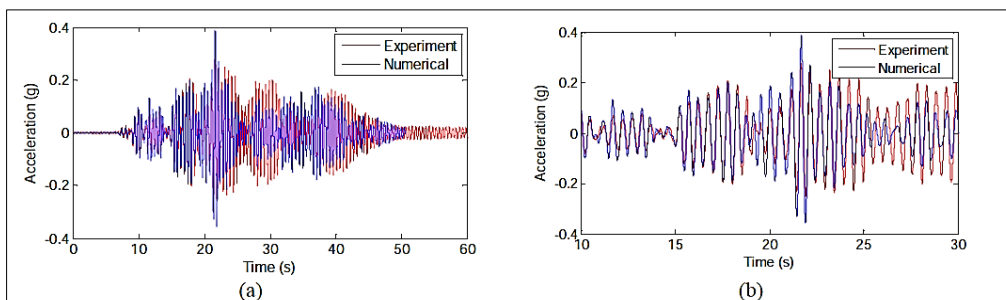 0.4
0.2
0
-0.2
-0.4
Acceleration (g)
Experiment
Numerical
0 10 20 30 40 50 60
Time (s)
(a)
0.4
0.2
0
-0.2
-0.4
Acceleration (g)
Experiment
Numerical
10 15 20 25 30
Time (s)
(b)